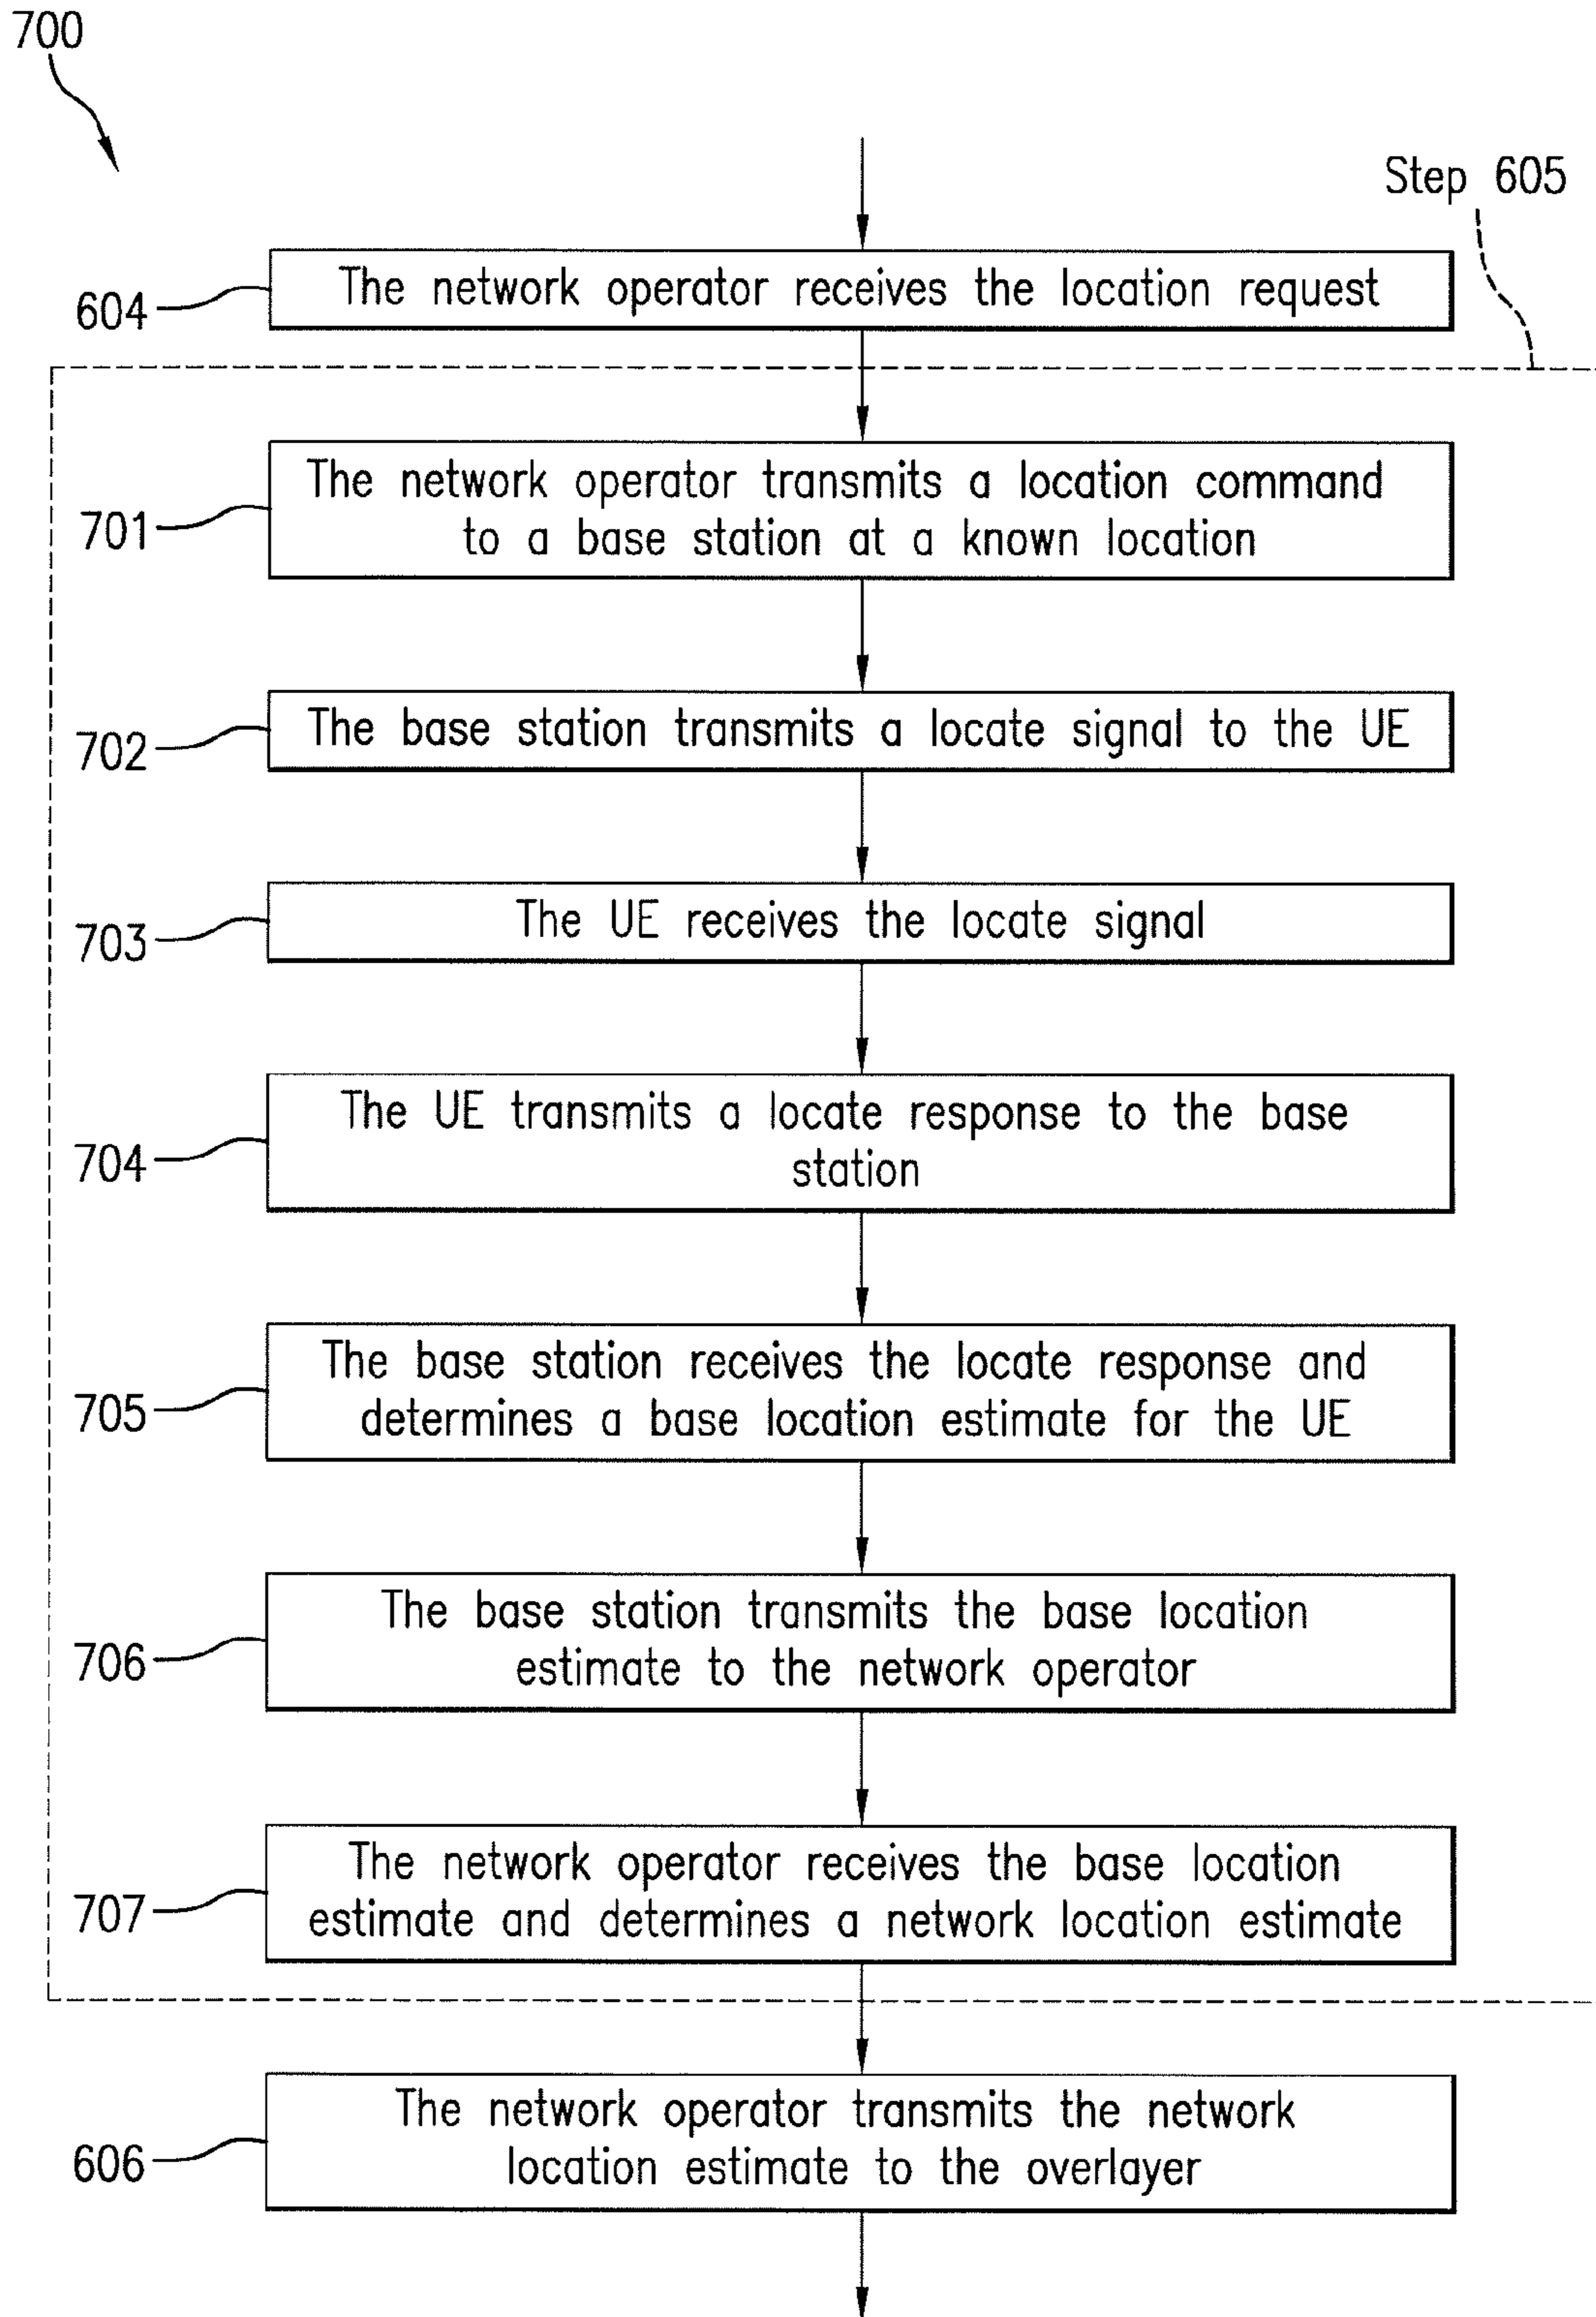 700
Step 605
604
The network operator receives the location request
701
The network operator transmits a location command
to a base station at a known location
702
The base station transmits a locate signal to the UE
703
The UE receives the locate signal
704
The UE transmits a locate response to the base
station
705
The base station receives the locate response and
determines a base location estimate for the UE
706
The base station transmits the base location
estimate to the network operator
707
The network operator receives the base location
estimate and determines a network location estimate
606
The network operator transmits the network
location estimate to the overlayer